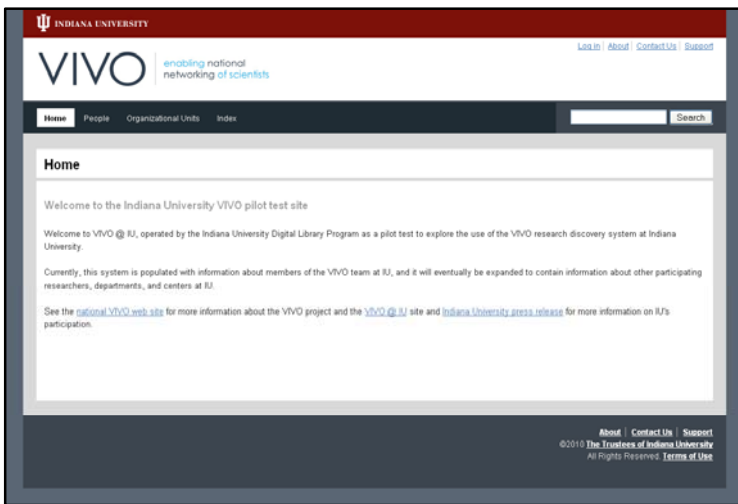 INDIANA UNIVERSITY
Log in | About | Contact Us | Support
VIVO
enabling national
networking of scientists
Home People Organizational Units Index Search
Home
Welcome to the Indiana University VIVO pilot test site
Welcome to VIVO @ IU, operated by the Indiana University Digital Library Program as a pilot test to explore the use of the VIVO research discovery system at Indiana
University.
Currently, this system is populated with information about members of the VIVO team at IU, and it will eventually be expanded to contain information about other participating
researchers, departments, and centers at IU.
See the national VIVO web site for more information about the VIVO project and the VIVO @ IU site and Indiana University press release for more information on IU's
participation.
About | Contact Us | Support
©2010 The Trustees of Indiana University
All Rights Reserved. Terms of Use